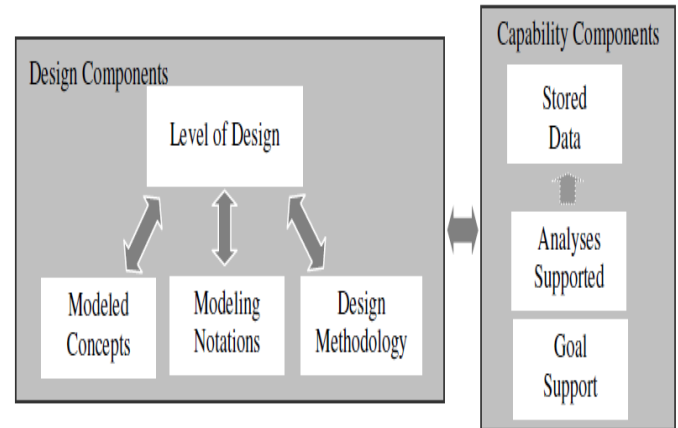 Design Components
Level of Design
Modeled
Concepts
Modeling
Notations
Design
Methodology
Capability Components
Stored
Data
Analyses
Supported
Goal
Support